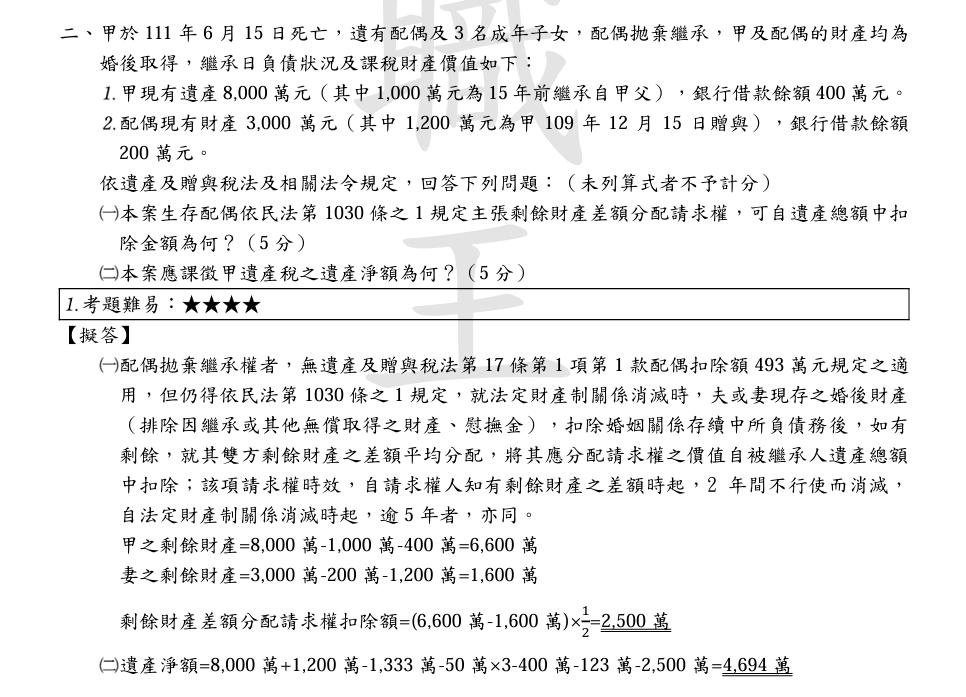 二、甲於 111 年 6 月 15 日死亡，遺有配偶及 3 名成年子女，配偶拋棄繼承，甲及配偶的財產均為
婚後取得，繼承日負債狀況及課稅財產價值如下：
1.甲現有遺產 8,000 萬元（其中 1,000 萬元為 15 年前繼承自甲父），銀行借款餘額 400 萬元。
2.配偶現有財產 3,000 萬元（其中 1,200 萬元為甲 109 年 12 月 15 日贈與），銀行借款餘額
200 萬元。
依遺產及贈與稅法及相關法令規定，回答下列問題：（未列算式者不予計分）
㈠本案生存配偶依民法第 1030 條之 1 規定主張剩餘財產差額分配請求權，可自遺產總額中扣
除金額為何？（5 分）
㈡本案應課徵甲遺產稅之遺產淨額為何？（5 分）
1.考題難易：★★★★
【擬答】
㈠配偶拋棄繼承權者，無遺產及贈與稅法第 17 條第 1 項第 1 款配偶扣除額 493 萬元規定之適
用，但仍得依民法第 1030 條之 1 規定，就法定財產制關係消滅時，夫或妻現存之婚後財產
（排除因繼承或其他無償取得之財產、慰撫金），扣除婚姻關係存續中所負債務後，如有
剩餘，就其雙方剩餘財產之差額平均分配，將其應分配請求權之價值自被繼承人遺產總額
中扣除；該項請求權時效，自請求權人知有剩餘財產之差額時起，2 年間不行使而消滅，
自法定財產制關係消滅時起，逾 5 年者，亦同。
甲之剩餘財產=8,000 萬-1,000 萬-400 萬=6,600 萬
妻之剩餘財產=3,000 萬-200 萬-1,200 萬=1,600 萬
剩餘財產差額分配請求權扣除額=(6,600 萬-1,600 萬)×1/2=2,500 萬
㈡遺產淨額=8,000 萬+1,200 萬-1,333 萬-50 萬×3-400 萬-123 萬-2,500 萬=4,694 萬
職
王